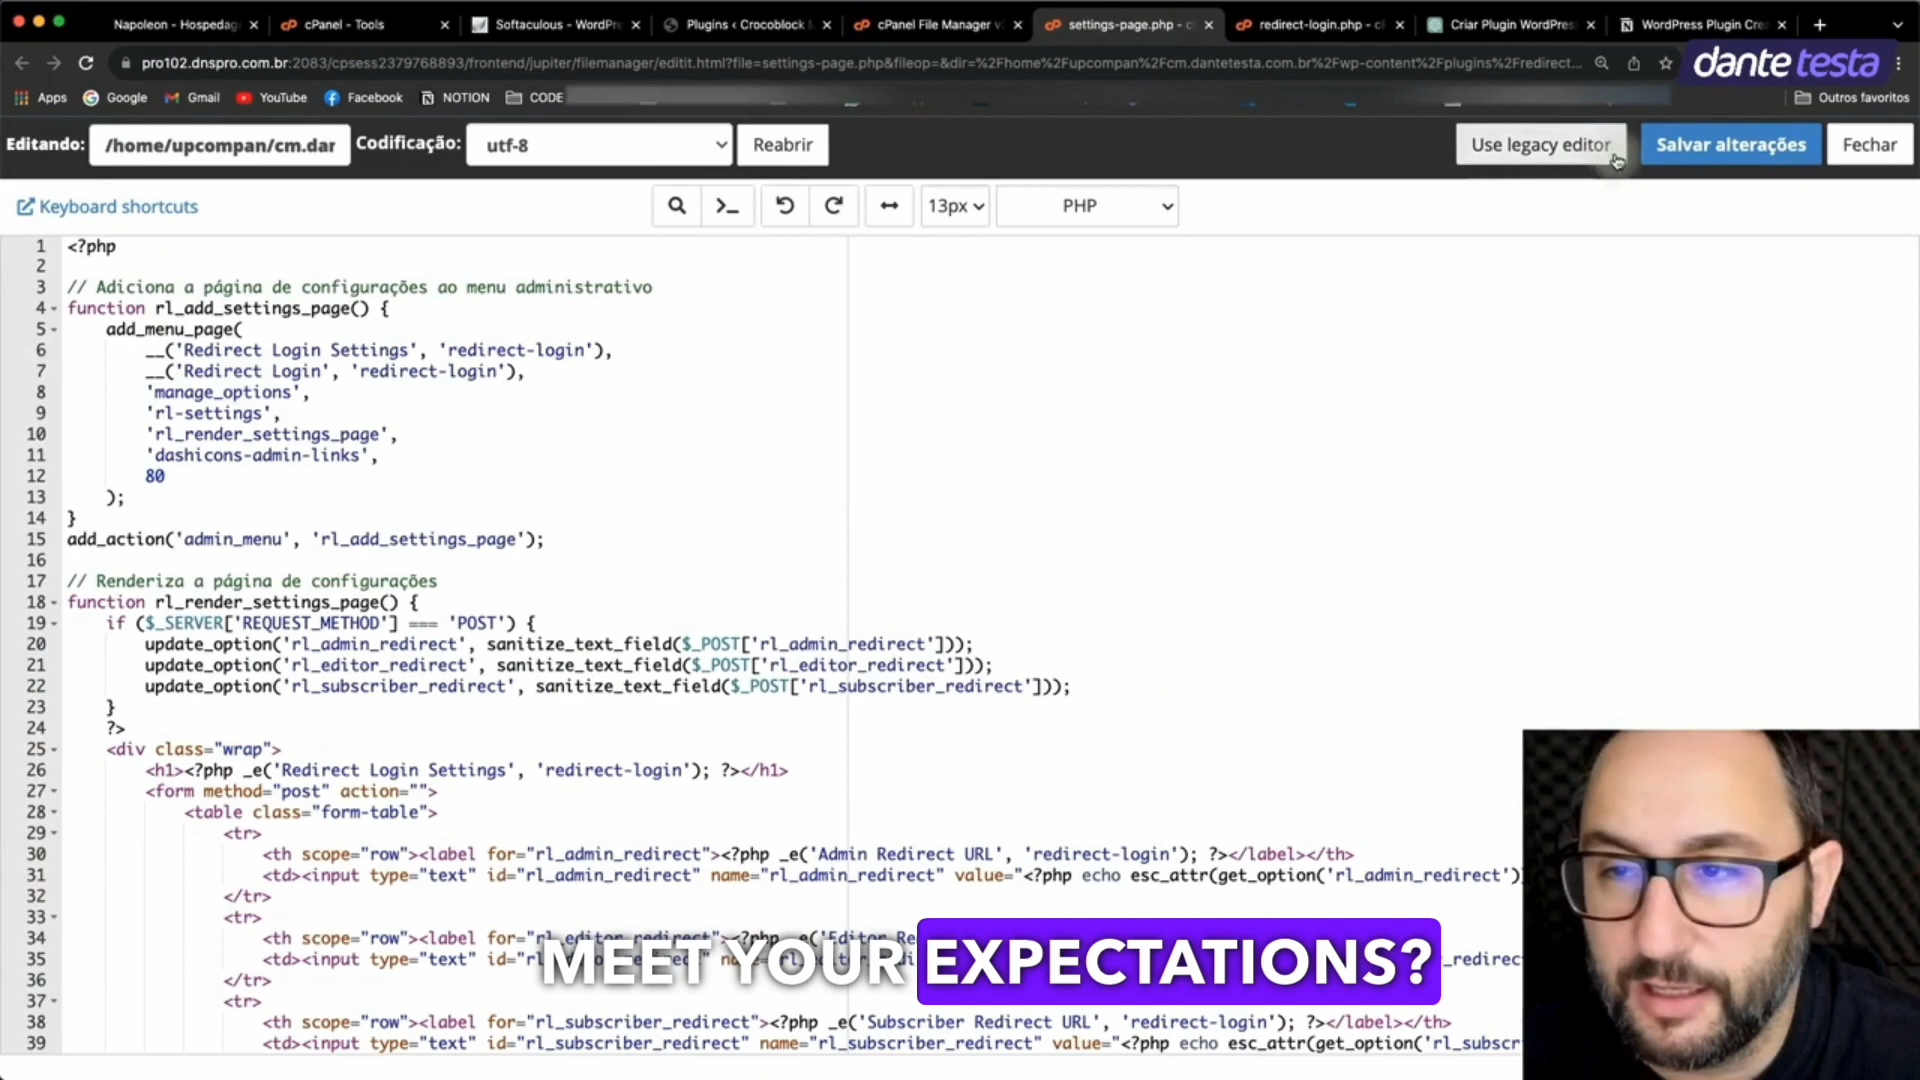 Napoleon - Hospedag
cPanel - Tools
Softaculous - WordPr
Plugins ‹ Crocoblock
cPanel File Manager v
settings-page.php - c
redirect-login.php - cP
Criar Plugin WordPres
WordPress Plugin Cre
pro102.dnspro.com.br:2083/cpsess2379768893/frontend/jupiter/filemanager/editit.html?file=settings-page.php&fileop=&dir=%2Fhome%2Fupcompan%2Fcm.dantetesta.com.br%2Fwp-content%2Fplugins%2Fredirect...
dante testa
Apps
Google
Gmail
YouTube
Facebook
NOTION
CODE
Outros favoritos
Editando: /home/upcompan/cm.dar Codificação: utf-8 Reabrir Use legacy editor Salvar alterações Fechar
Keyboard shortcuts 13px PHP
1 <?php
2
3 // Adiciona a página de configurações ao menu administrativo
4 function rl_add_settings_page() {
5 add_menu_page(
6 __('Redirect Login Settings', 'redirect-login'),
7 __('Redirect Login', 'redirect-login'),
8 'manage_options',
9 'rl-settings',
10 'rl_render_settings_page',
11 'dashicons-admin-links',
12 80
13 );
14 }
15 add_action('admin_menu', 'rl_add_settings_page');
16
17 // Renderiza a página de configurações
18 function rl_render_settings_page() {
19 if ($_SERVER['REQUEST_METHOD'] === 'POST') {
20 update_option('rl_admin_redirect', sanitize_text_field($_POST['rl_admin_redirect']));
21 update_option('rl_editor_redirect', sanitize_text_field($_POST['rl_editor_redirect']));
22 update_option('rl_subscriber_redirect', sanitize_text_field($_POST['rl_subscriber_redirect']));
23 }
24 ?>
25 <div class="wrap">
26 <h1><?php _e('Redirect Login Settings', 'redirect-login'); ?></h1>
27 <form method="post" action="">
28 <table class="form-table">
29 <tr>
30 <th scope="row"><label for="rl_admin_redirect"><?php _e('Admin Redirect URL', 'redirect-login'); ?></label></th>
31 <td><input type="text" id="rl_admin_redirect" name="rl_admin_redirect" value="<?php echo esc_attr(get_option('rl_admin_redirect')
32 </tr>
33 <tr>
34 <th scope="row"><label for="rl_editor_redirect"><?php _e('Editor Re
35 <td><input type="text" id=
_redirec
36 </tr>
37 <tr>
38 <th scope="row"><label for="rl_subscriber_redirect"><?php _e('Subscriber Redirect URL', 'redirect-login'); ?></label></th>
39 <td><input type="text" id="rl_subscriber_redirect" name="rl_subscriber_redirect" value="<?php echo esc_attr(get_option('rl_subscr
MEET YOUR EXPECTATIONS?